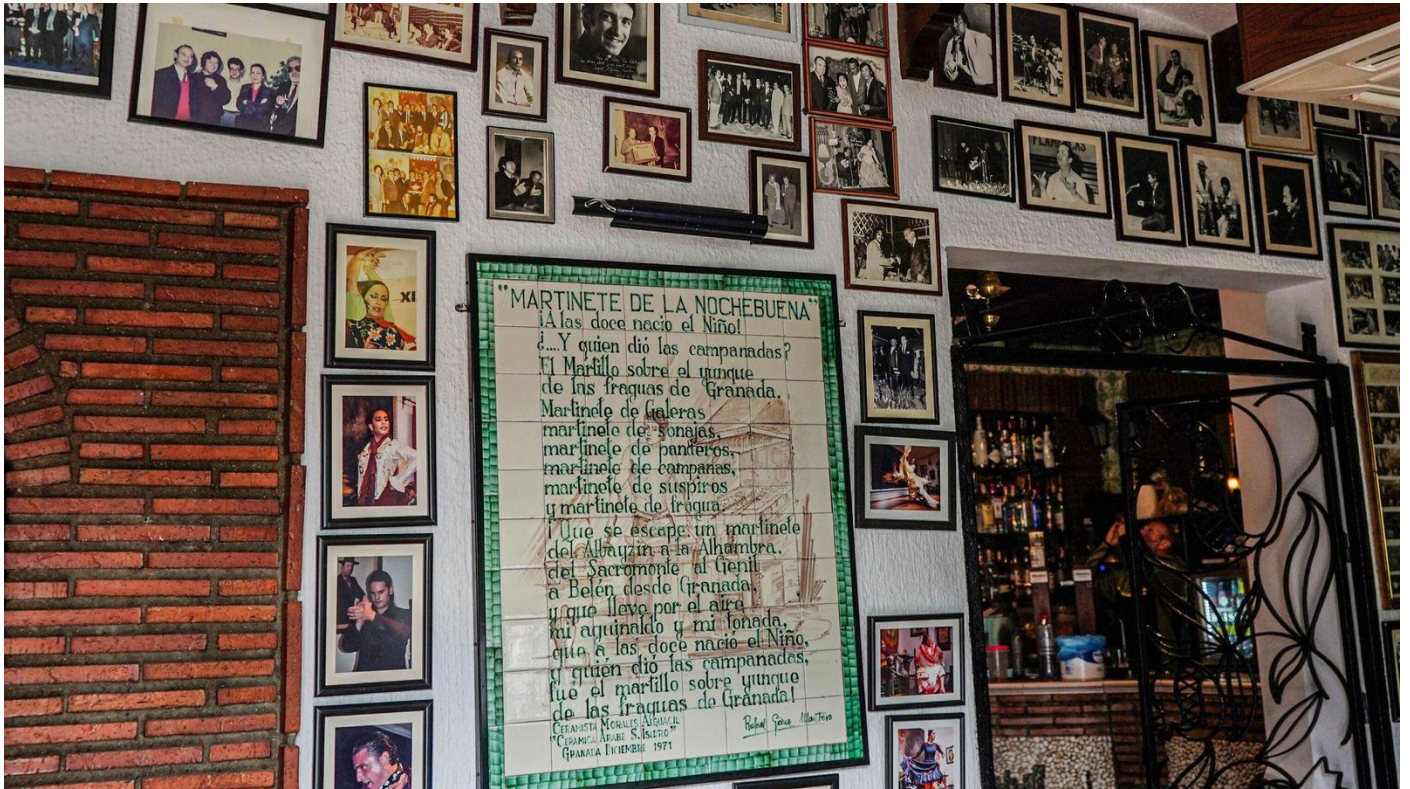 XI
FLAMENCAS
"MARTINETE DE LA NOCHEBUENA"
¡A las doce nació el Niño!
¿...Y quien dió las campanadas?
El Martillo sobre el yunque
de las fraguas de Granada.
Martinete de Galeras
martinete de sonajas,
martinete de panderos,
martinete de campanas,
martinete de suspiros
y martinete de fragua.
¡Que se escape un martinete
del Albayzín a la Alhambra.
del Sacromonte al Genil
a Belén desde Granada,
y que lleve por el aire
mi aguinaldo y mi tonada,
que a las doce nació el Niño,
y quién dió las campanadas,
fue el martillo sobre yunque
de las fraguas de Granada!
CERAMISTA MORALES ALGUACIL
"CERAMICA ARABE S. ISIDRO"
GRANADA DICIEMBRE 1971